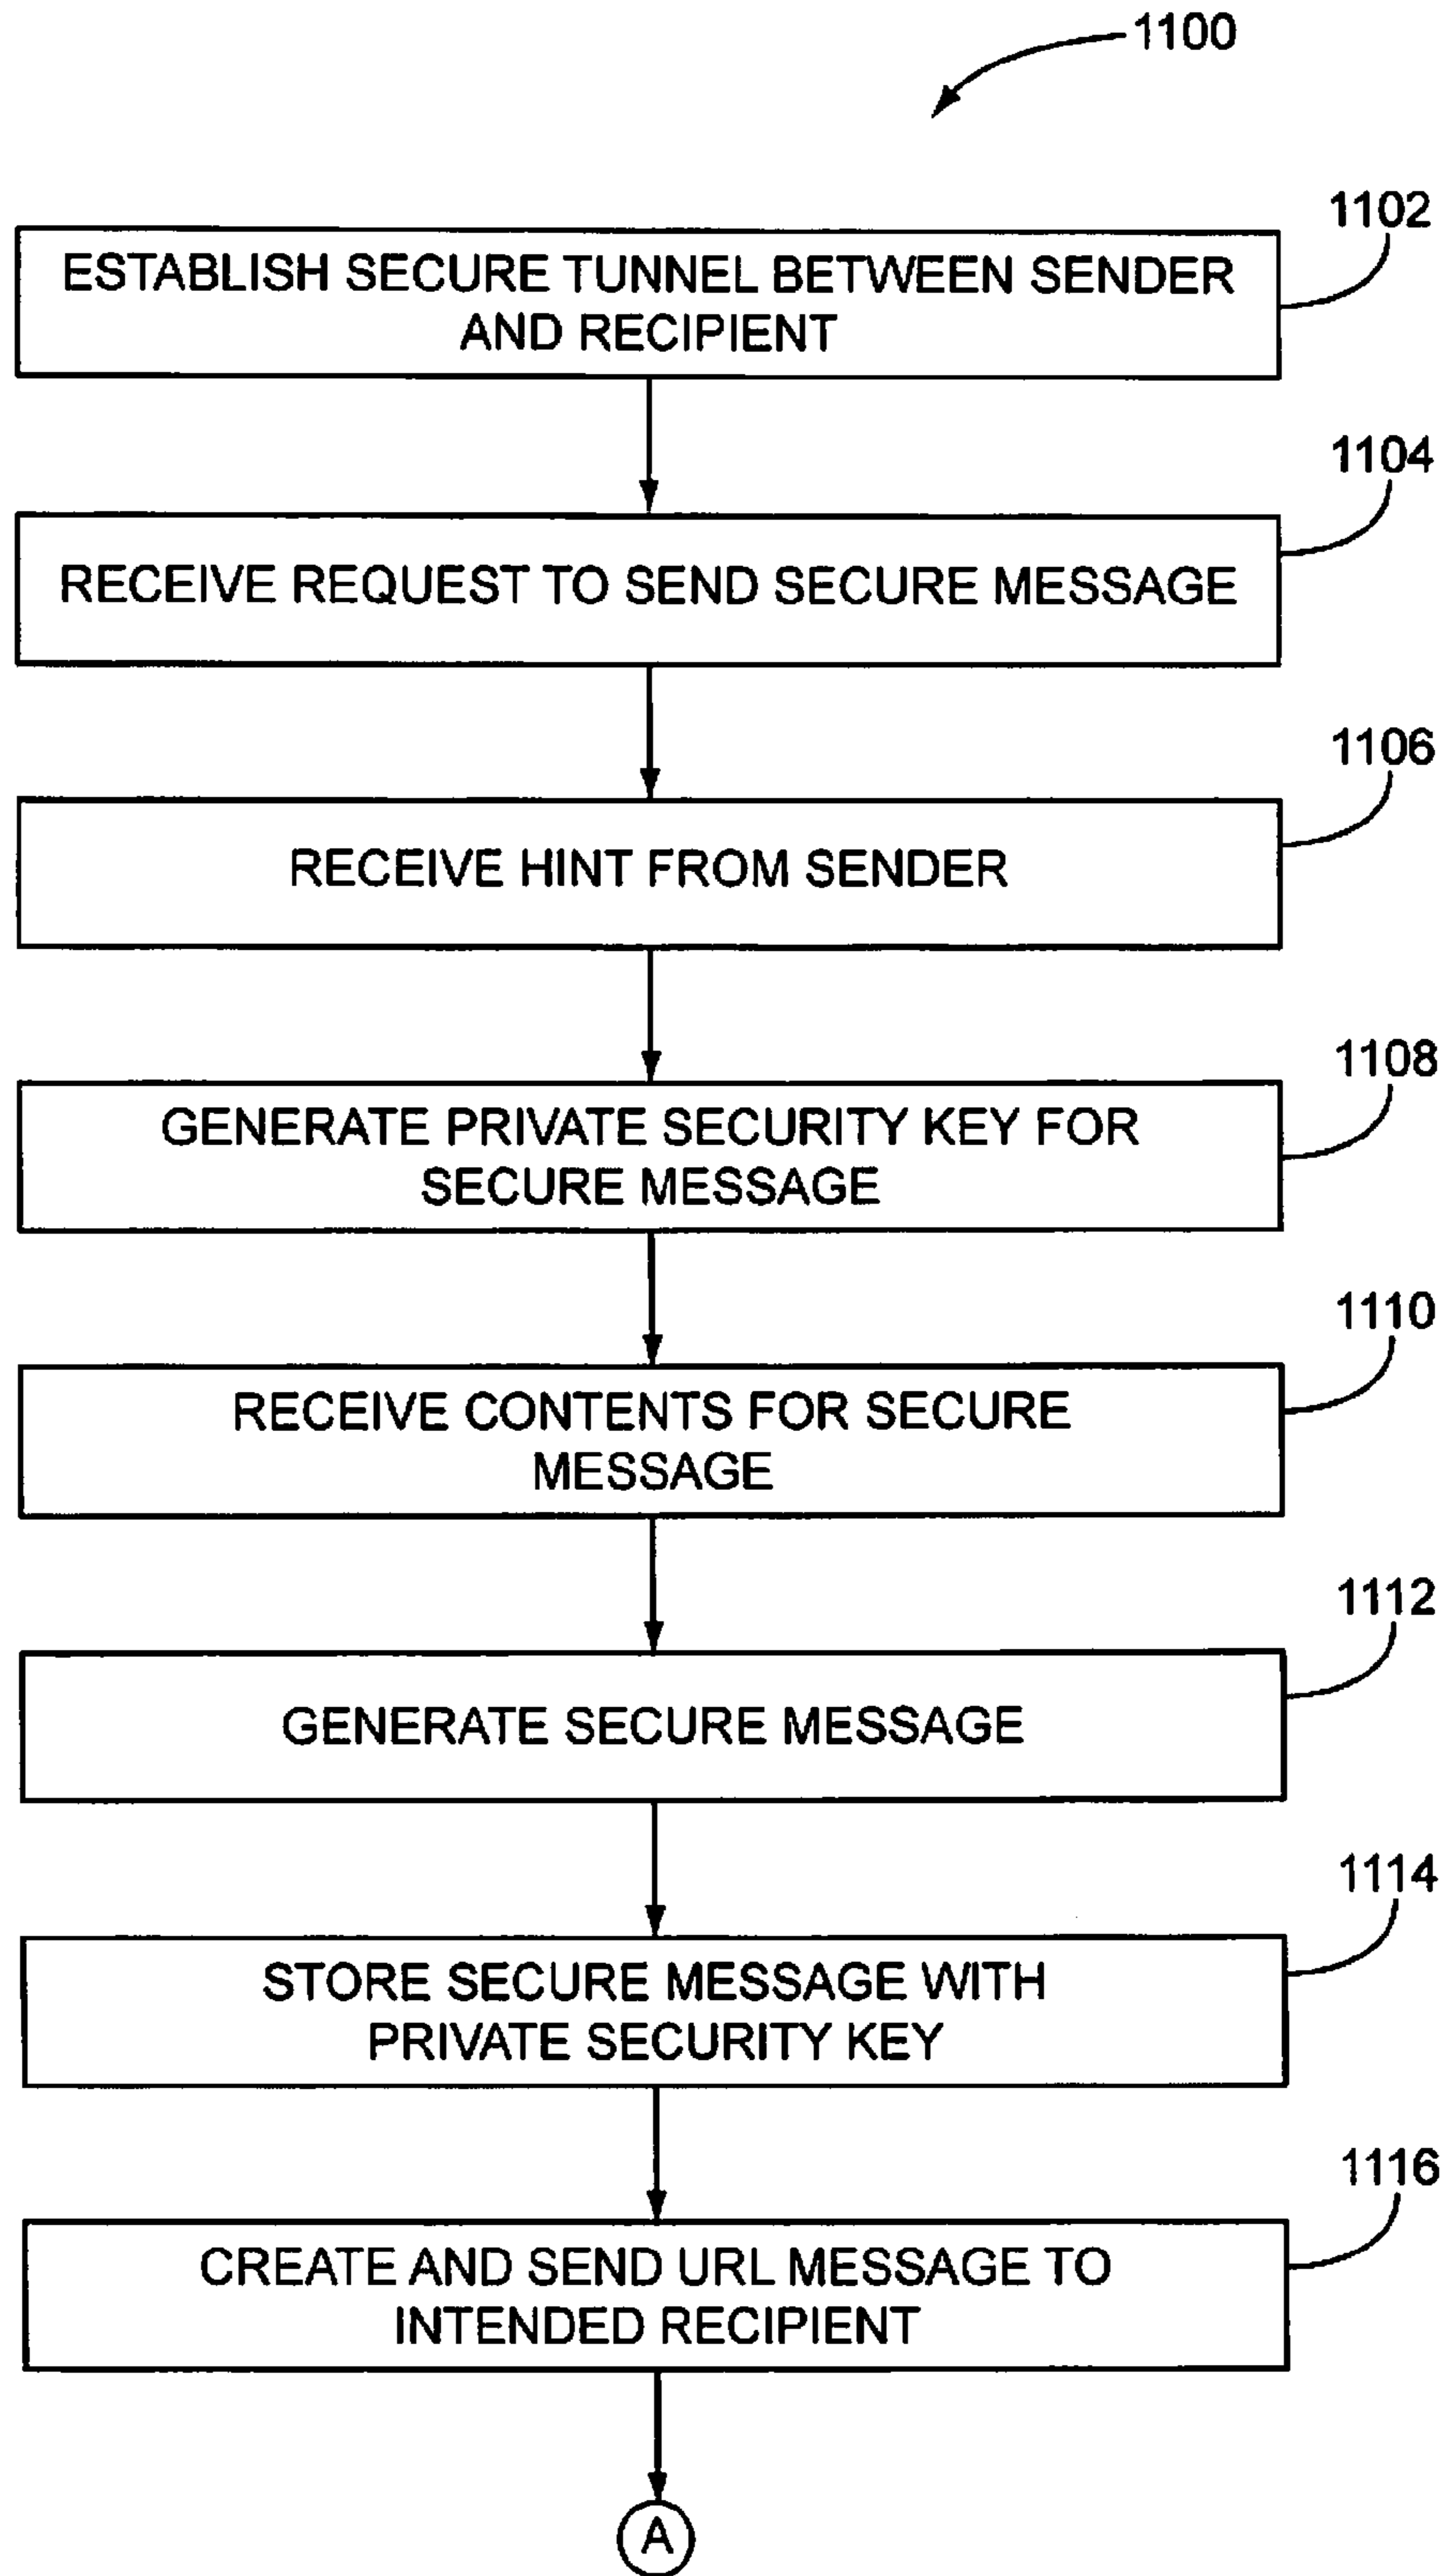 1100
1102
ESTABLISH SECURE TUNNEL BETWEEN SENDER
AND RECIPIENT
1104
RECEIVE REQUEST TO SEND SECURE MESSAGE
1106
RECEIVE HINT FROM SENDER
1108
GENERATE PRIVATE SECURITY KEY FOR
SECURE MESSAGE
1110
RECEIVE CONTENTS FOR SECURE
MESSAGE
1112
GENERATE SECURE MESSAGE
1114
STORE SECURE MESSAGE WITH
PRIVATE SECURITY KEY
1116
CREATE AND SEND URL MESSAGE TO
INTENDED RECIPIENT
A